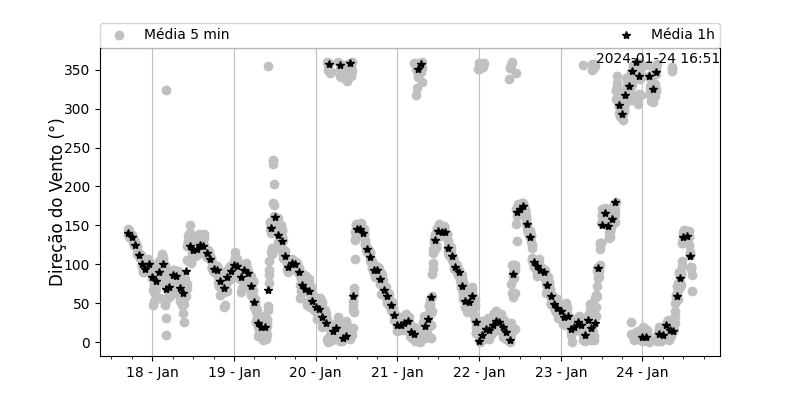 Média 5 min
Média 1h
2024-01-24 16:51
Direção do Vento (°)
350
300
250
200
150
100
50
0
18 - Jan
19 - Jan
20 - Jan
21 - Jan
22 - Jan
23 - Jan
24 - Jan